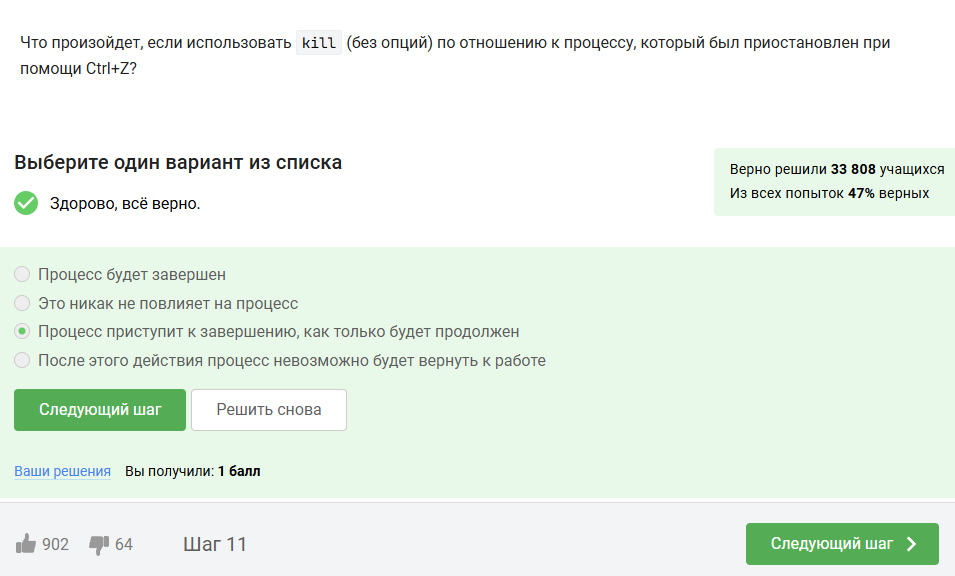 Что произойдет, если использовать kill (без опций) по отношению к процессу, который был приостановлен при
помощи Ctrl+Z?
Выберите один вариант из списка
Здорово, всё верно.
Верно решили 33 808 учащихся
Из всех попыток 47% верных
Процесс будет завершен
Это никак не повлияет на процесс
Процесс приступит к завершению, как только будет продолжен
После этого действия процесс невозможно будет вернуть к работе
Следующий шаг
Решить снова
Ваши решения
Вы получили: 1 балл
902
64
Шаг 11
Следующий шаг